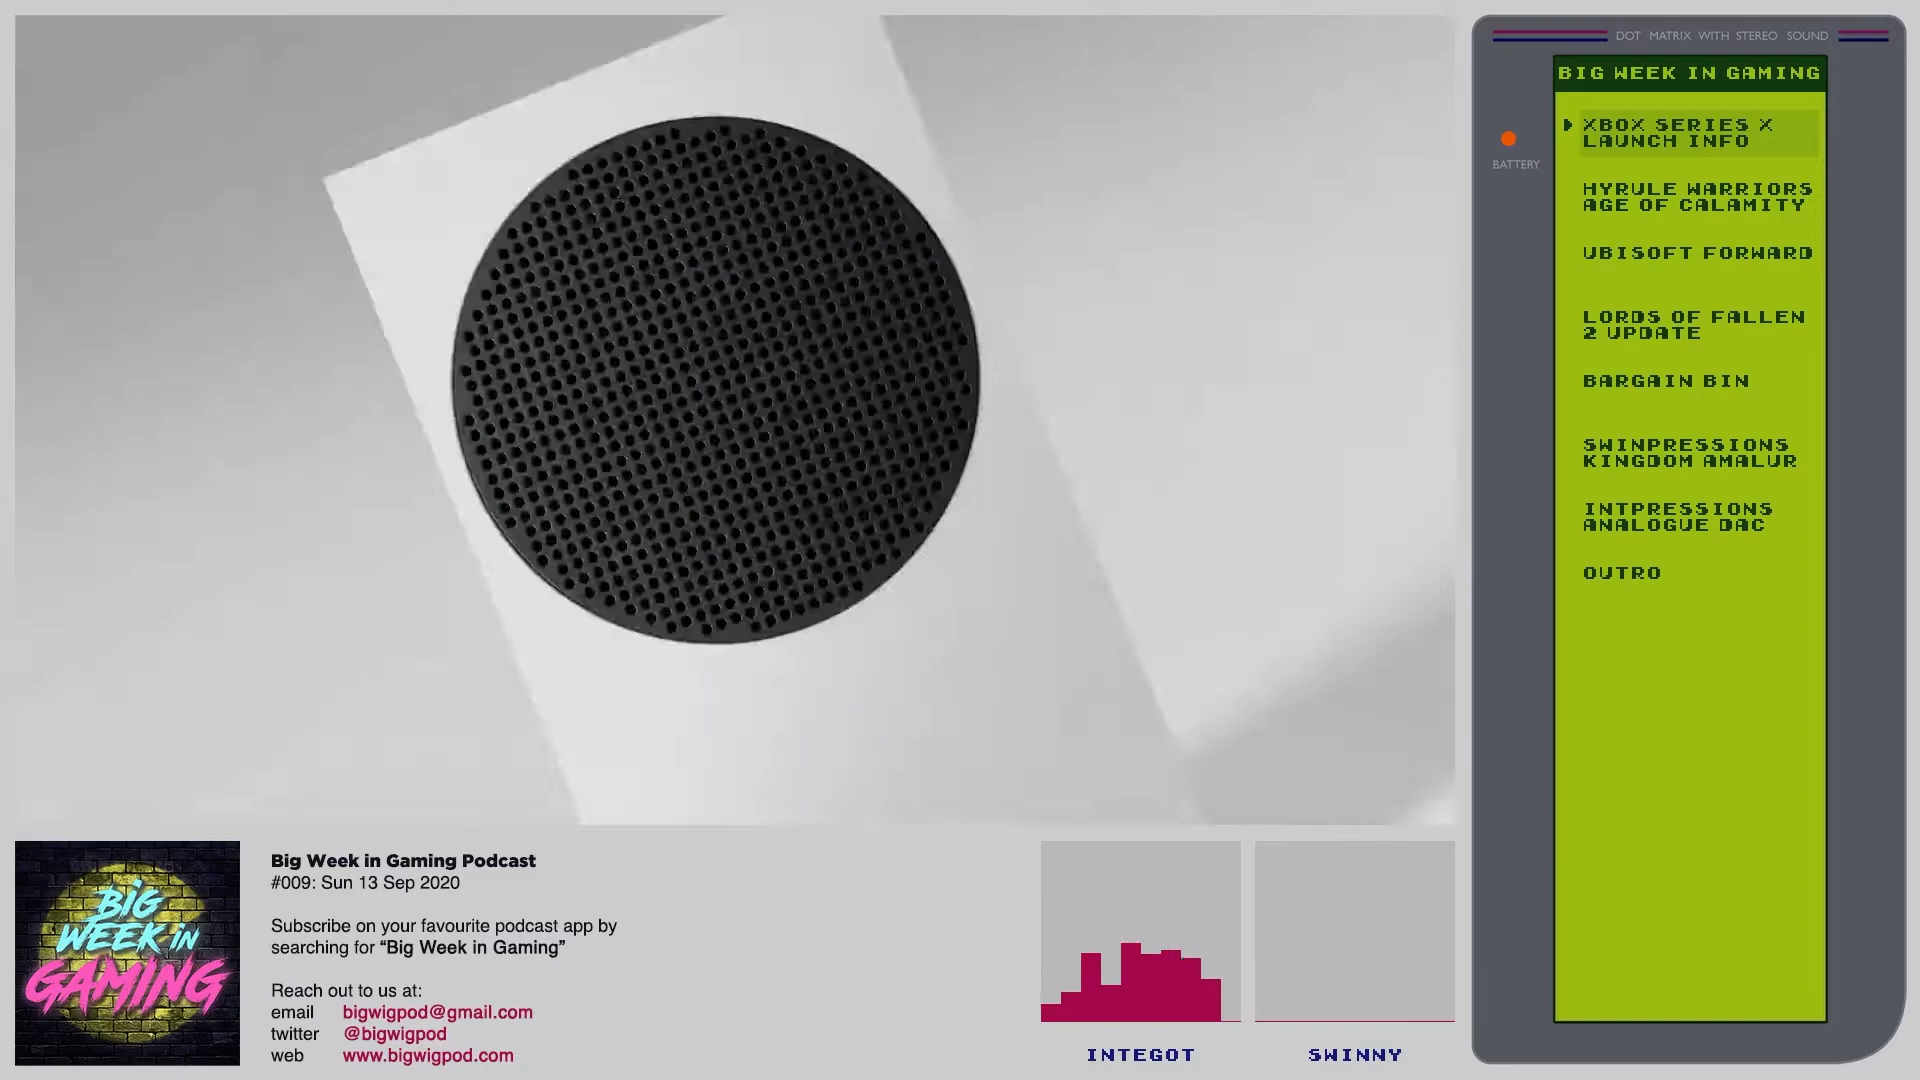 DOT MATRIX WITH STEREO SOUND
BIG WEEK IN GAMING
BATTERY
XBOX SERIES X
LAUNCH INFO
HYRULE WARRIORS
AGE OF CALAMITY
UBISOFT FORWARD
LORDS OF FALLEN
2 UPDATE
BARGAIN BIN
SWINPRESSIONS
KINGDOM AMALUR
INTPRESSIONS
ANALOGUE DAC
OUTRO
BIG
WEEK IN
GAMING
Big Week in Gaming Podcast
#009: Sun 13 Sep 2020
Subscribe on your favourite podcast app by
searching for “Big Week in Gaming”
Reach out to us at:
email bigwigpod@gmail.com
twitter @bigwigpod
web www.bigwigpod.com
INTEGOT
SWINNY